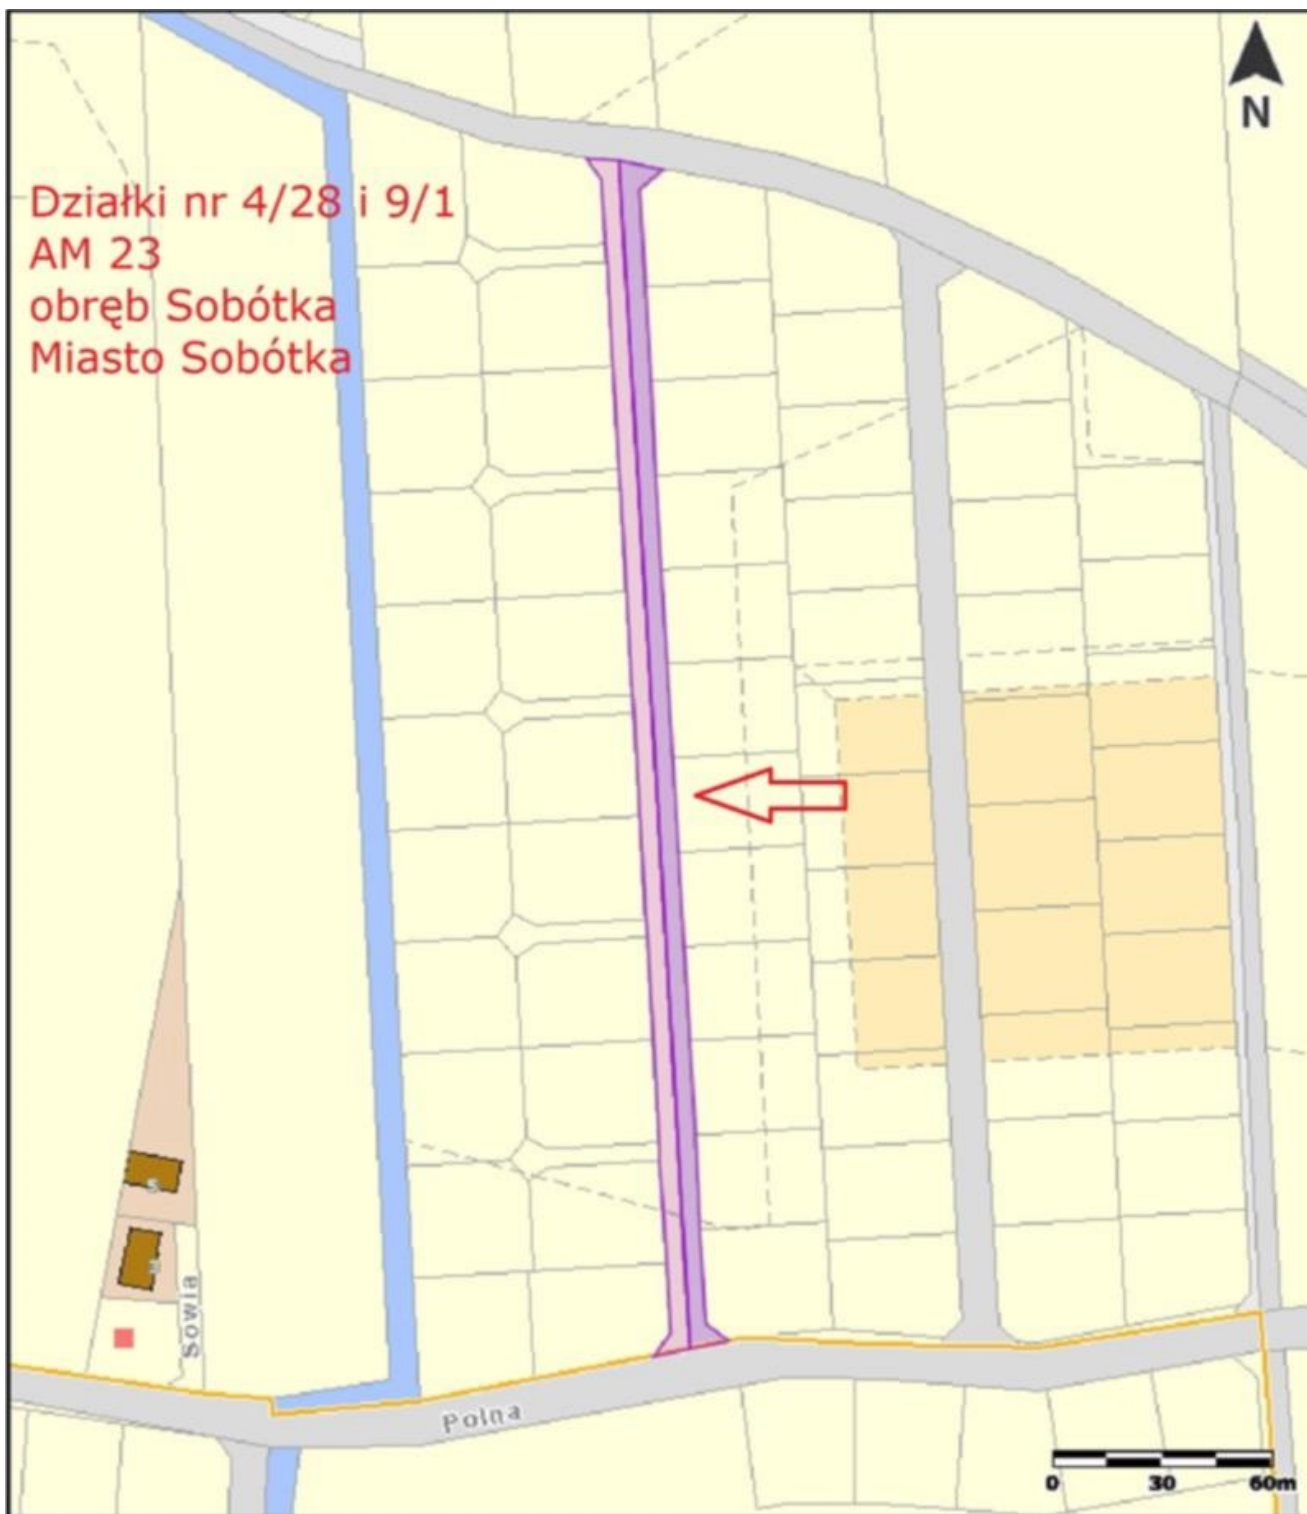 N
Działki nr 4/28 i 9/1
AM 23
obręb Sobótka
Miasto Sobótka
Sowia
Polna
0 30 60m